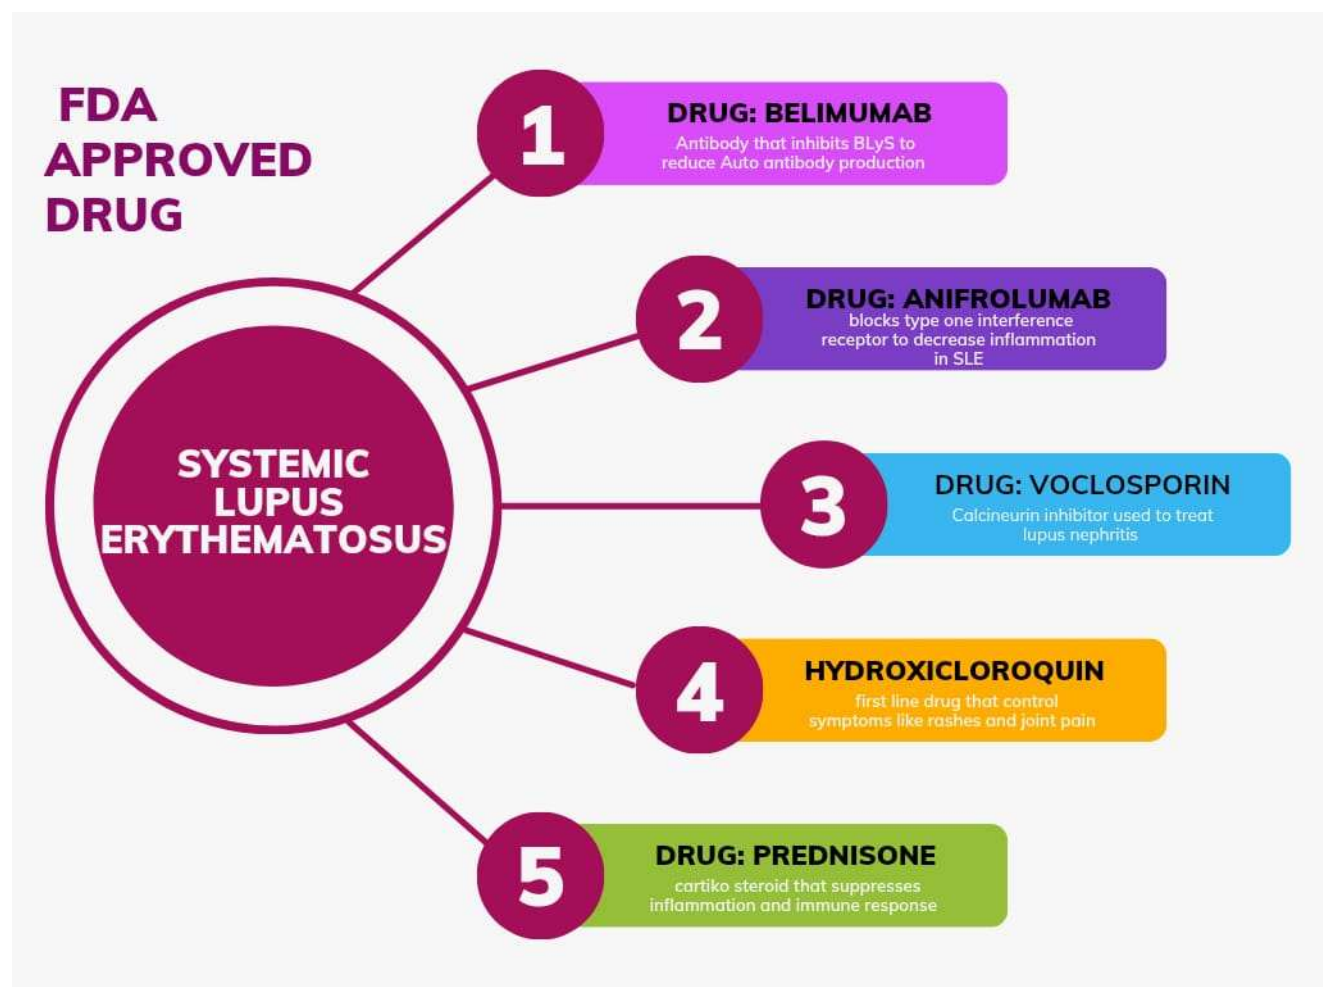 FDA
APPROVED
DRUG
1
DRUG: BELIMUMAB
Antibody that inhibits BLyS to
reduce Auto antibody production
2
DRUG: ANIFROLUMAB
blocks type one interference
receptor to decrease inflammation
in SLE
SYSTEMIC
LUPUS
ERYTHEMATOSUS
3
DRUG: VOCLOSPORIN
Calcineurin inhibitor used to treat
lupus nephritis
4
HYDROXICLOROQUIN
first line drug that control
symptoms like rashes and joint pain
5
DRUG: PREDNISONE
cartiko steroid that suppresses
inflammation and immune response